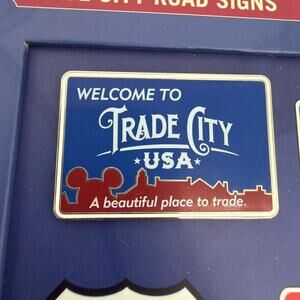 CITY ROAD SIGNS
WELCOME TO
TRADE CITY
USA
A beautiful place to trade.